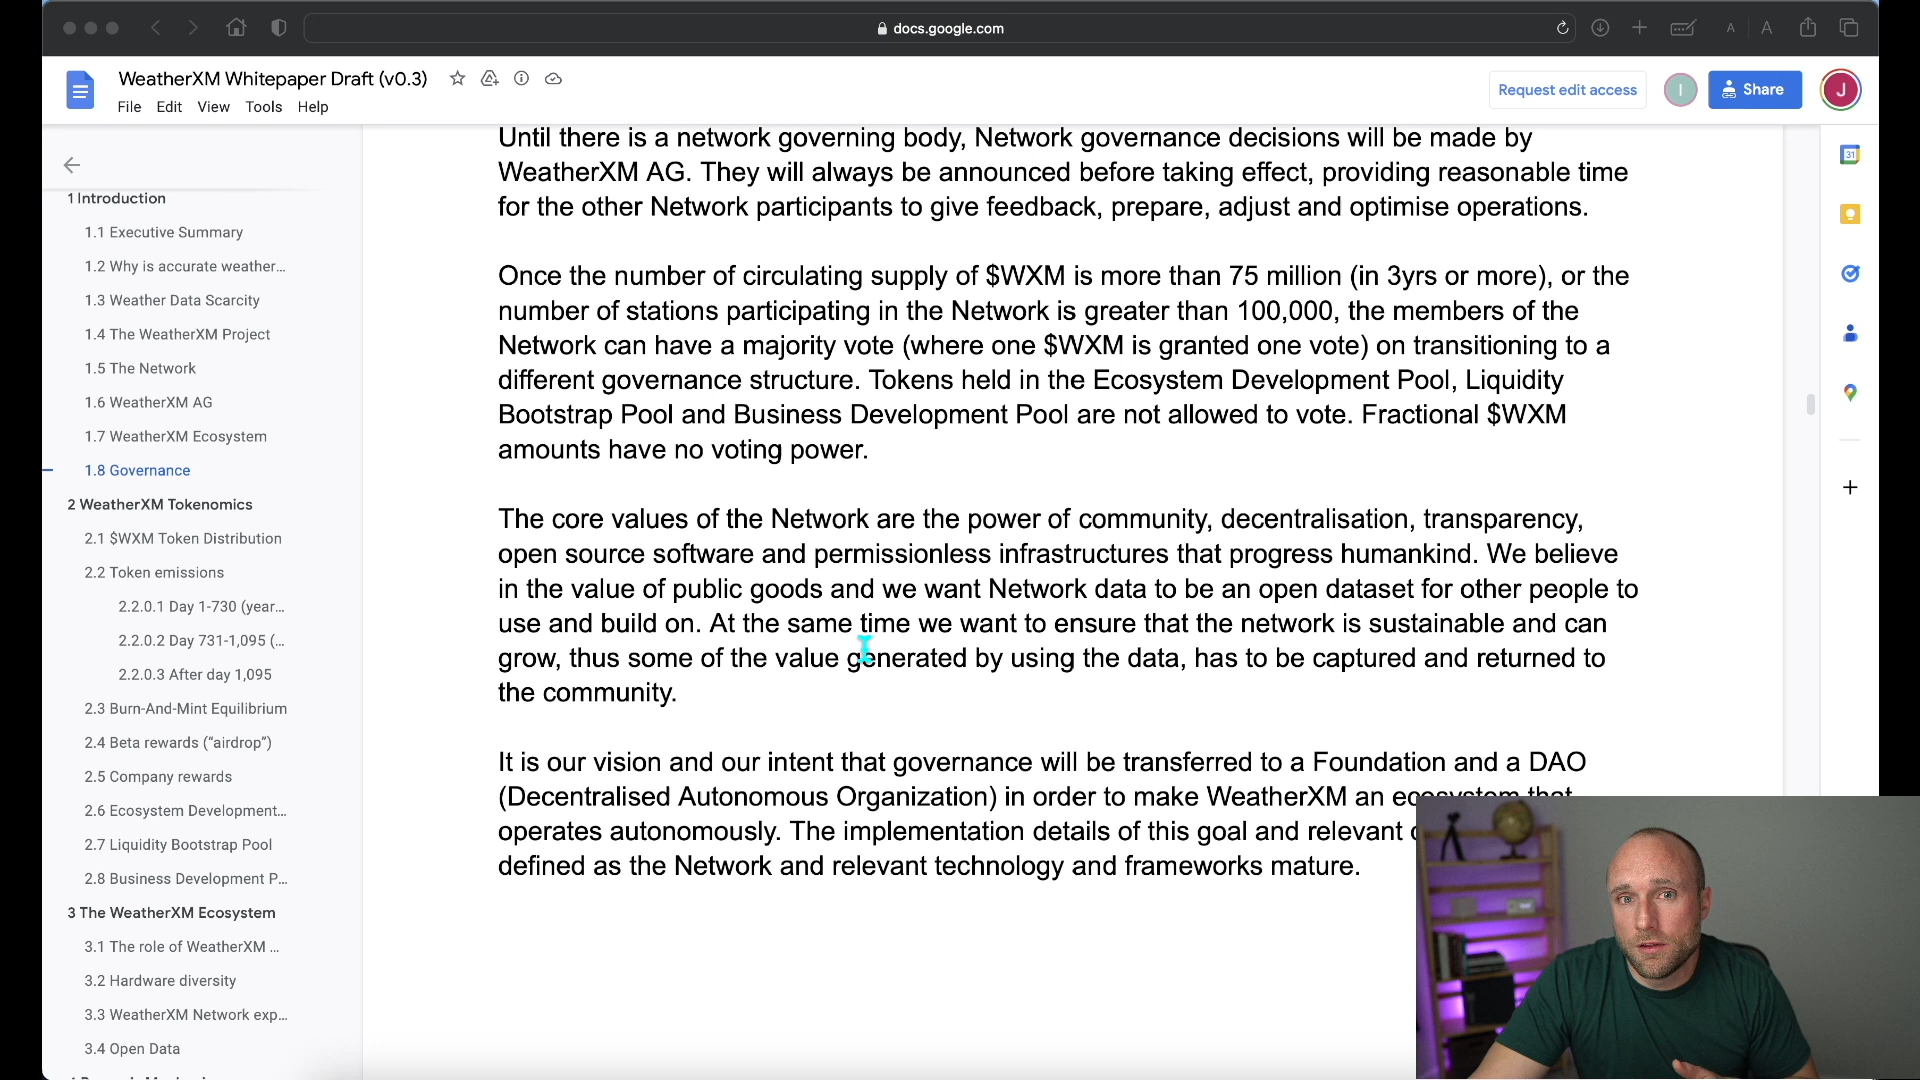 docs.google.com
A A
WeatherXM Whitepaper Draft (v0.3)
File Edit View Tools Help
Request edit access
I
Share
J
31
1 Introduction
1.1 Executive Summary
1.2 Why is accurate weather...
1.3 Weather Data Scarcity
1.4 The WeatherXM Project
1.5 The Network
1.6 WeatherXM AG
1.7 WeatherXM Ecosystem
1.8 Governance
2 WeatherXM Tokenomics
2.1 $WXM Token Distribution
2.2 Token emissions
2.2.0.1 Day 1-730 (year...
2.2.0.2 Day 731-1,095 (...
2.2.0.3 After day 1,095
2.3 Burn-And-Mint Equilibrium
2.4 Beta rewards (“airdrop”)
2.5 Company rewards
2.6 Ecosystem Development...
2.7 Liquidity Bootstrap Pool
2.8 Business Development P...
3 The WeatherXM Ecosystem
3.1 The role of WeatherXM ...
3.2 Hardware diversity
3.3 WeatherXM Network exp...
3.4 Open Data
Until there is a network governing body, Network governance decisions will be made by
WeatherXM AG. They will always be announced before taking effect, providing reasonable time
for the other Network participants to give feedback, prepare, adjust and optimise operations.
Once the number of circulating supply of $WXM is more than 75 million (in 3yrs or more), or the
number of stations participating in the Network is greater than 100,000, the members of the
Network can have a majority vote (where one $WXM is granted one vote) on transitioning to a
different governance structure. Tokens held in the Ecosystem Development Pool, Liquidity
Bootstrap Pool and Business Development Pool are not allowed to vote. Fractional $WXM
amounts have no voting power.
The core values of the Network are the power of community, decentralisation, transparency,
open source software and permissionless infrastructures that progress humankind. We believe
in the value of public goods and we want Network data to be an open dataset for other people to
use and build on. At the same time we want to ensure that the network is sustainable and can
grow, thus some of the value generated by using the data, has to be captured and returned to
the community.
It is our vision and our intent that governance will be transferred to a Foundation and a DAO
(Decentralised Autonomous Organization) in order to make WeatherXM an ecosystem that
operates autonomously. The implementation details of this goal and relevant
defined as the Network and relevant technology and frameworks mature.